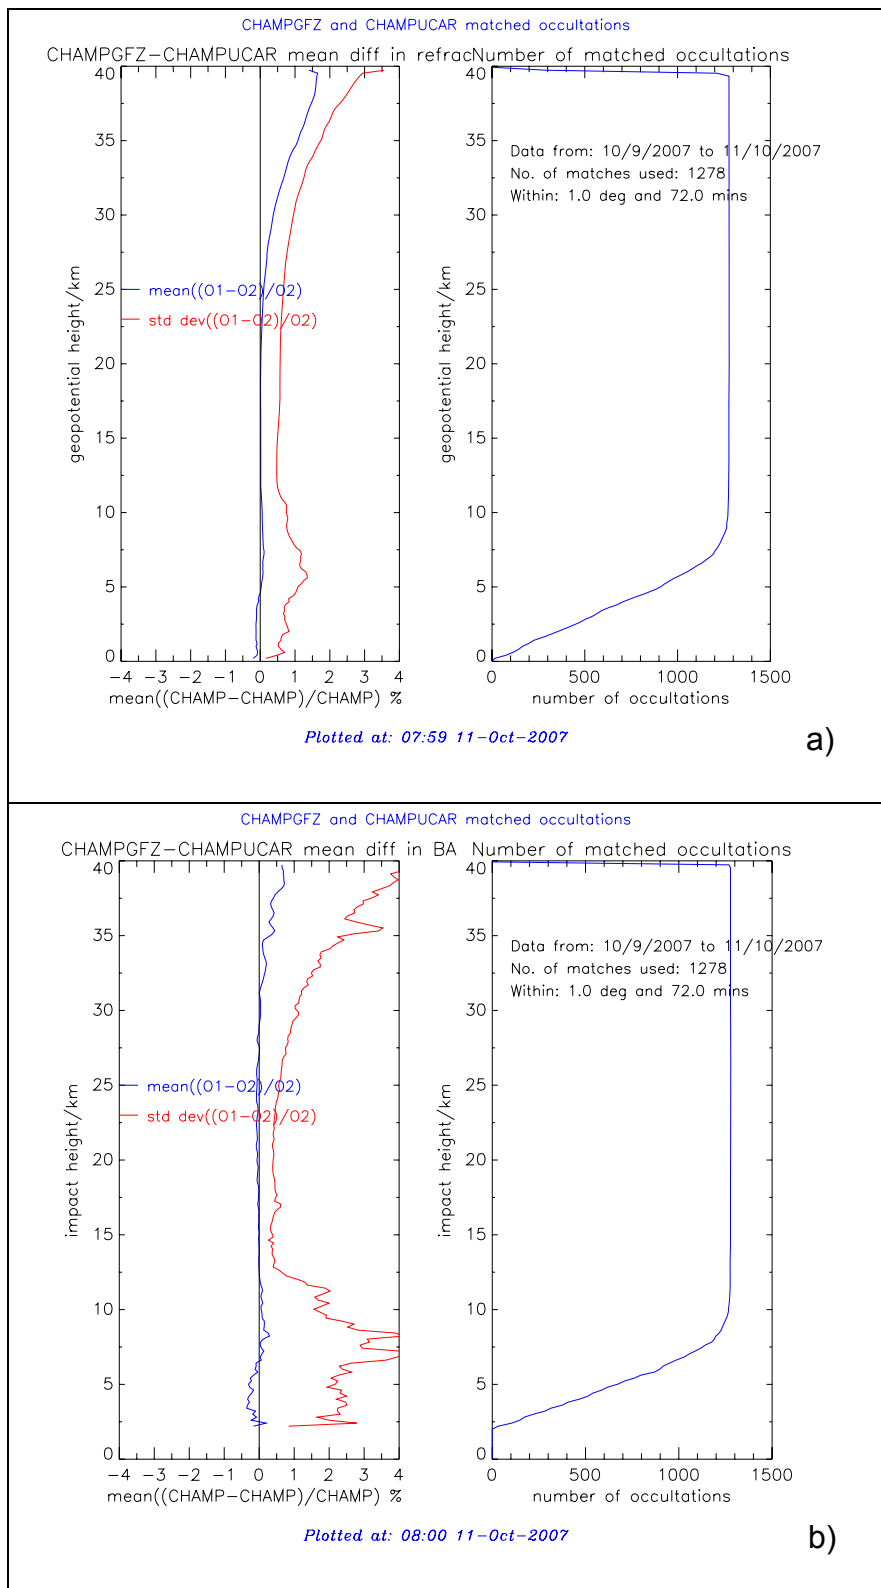 CHAMPGFZ and CHAMPUCAR matched occultations
CHAMPGFZ-CHAMPUCAR mean diff in refrac
Number of matched occultations
40
35
30
25
20
15
10
5
0
geopotential height/km
mean((O1-O2)/O2)
std dev((O1-O2)/O2)
-4 -3 -2 -1 0 1 2 3 4
mean((CHAMP-CHAMP)/CHAMP) %
40
35
30
25
20
15
10
5
0
geopotential height/km
Data from: 10/9/2007 to 11/10/2007
No. of matches used: 1278
Within: 1.0 deg and 72.0 mins
0 500 1000 1500
number of occultations
Plotted at: 07:59 11-Oct-2007
a)
CHAMPGFZ and CHAMPUCAR matched occultations
CHAMPGFZ-CHAMPUCAR mean diff in BA
Number of matched occultations
40
35
30
25
20
15
10
5
0
impact height/km
mean((O1-O2)/O2)
std dev((O1-O2)/O2)
-4 -3 -2 -1 0 1 2 3 4
mean((CHAMP-CHAMP)/CHAMP) %
40
35
30
25
20
15
10
5
0
impact height/km
Data from: 10/9/2007 to 11/10/2007
No. of matches used: 1278
Within: 1.0 deg and 72.0 mins
0 500 1000 1500
number of occultations
Plotted at: 08:00 11-Oct-2007
b)